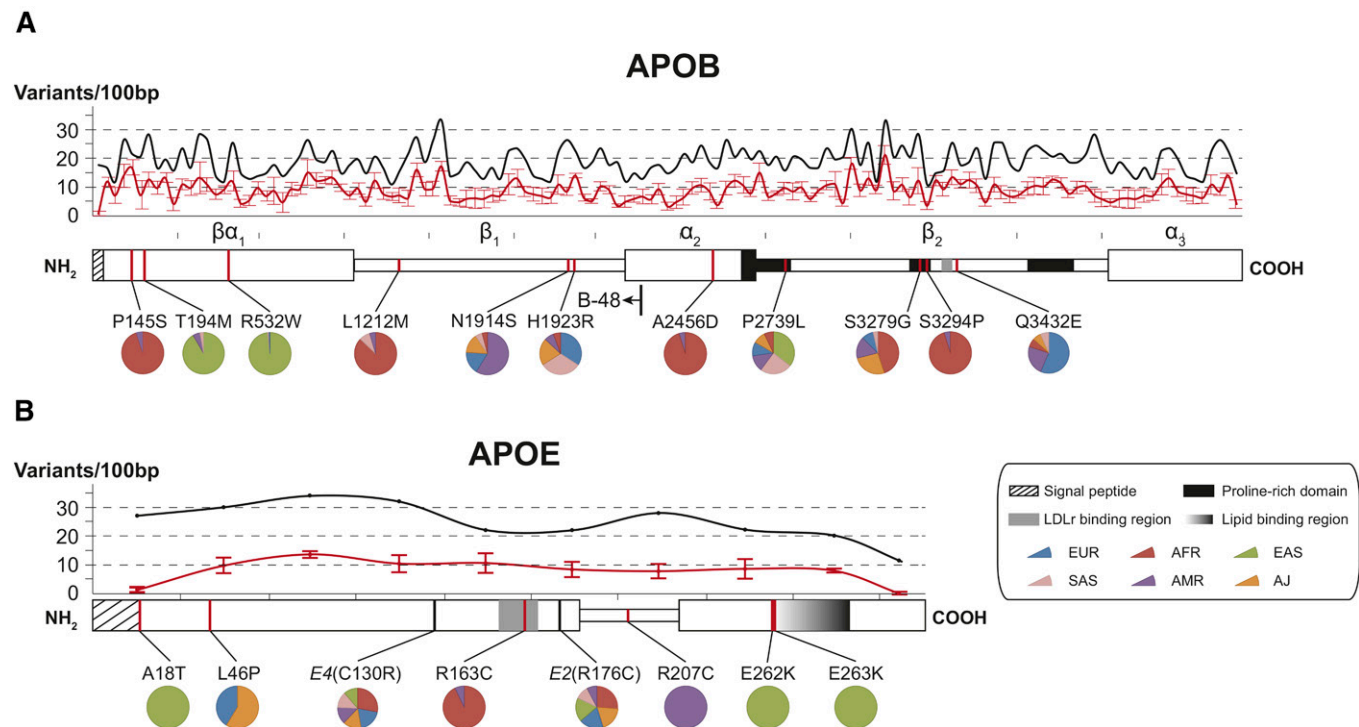 A
APOB
Variants/100bp
30
20
10
0
βα1
β1
α2
β2
α3
NH2
COOH
B-48
P145S T194M R532W L1212M N1914S H1923R A2456D P2739L S3279G S3294P Q3432E
B
APOE
Variants/100bp
30
20
10
0
NH2
COOH
A18T L46P E4(C130R) R163C E2(R176C) R207C E262K E263K
Signal peptide Proline-rich domain
LDLr binding region Lipid binding region
EUR AFR EAS
SAS AMR AJ